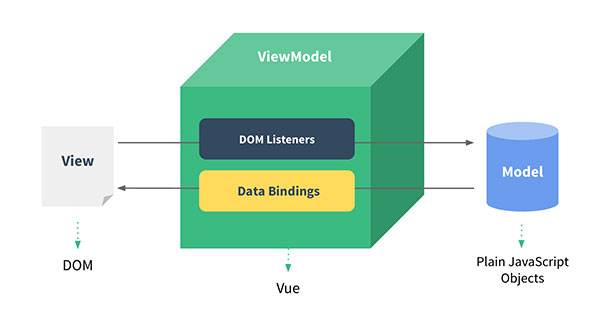 ViewModel
DOM Listeners
View
Data Bindings
Model
DOM
Vue
Plain JavaScript
Objects